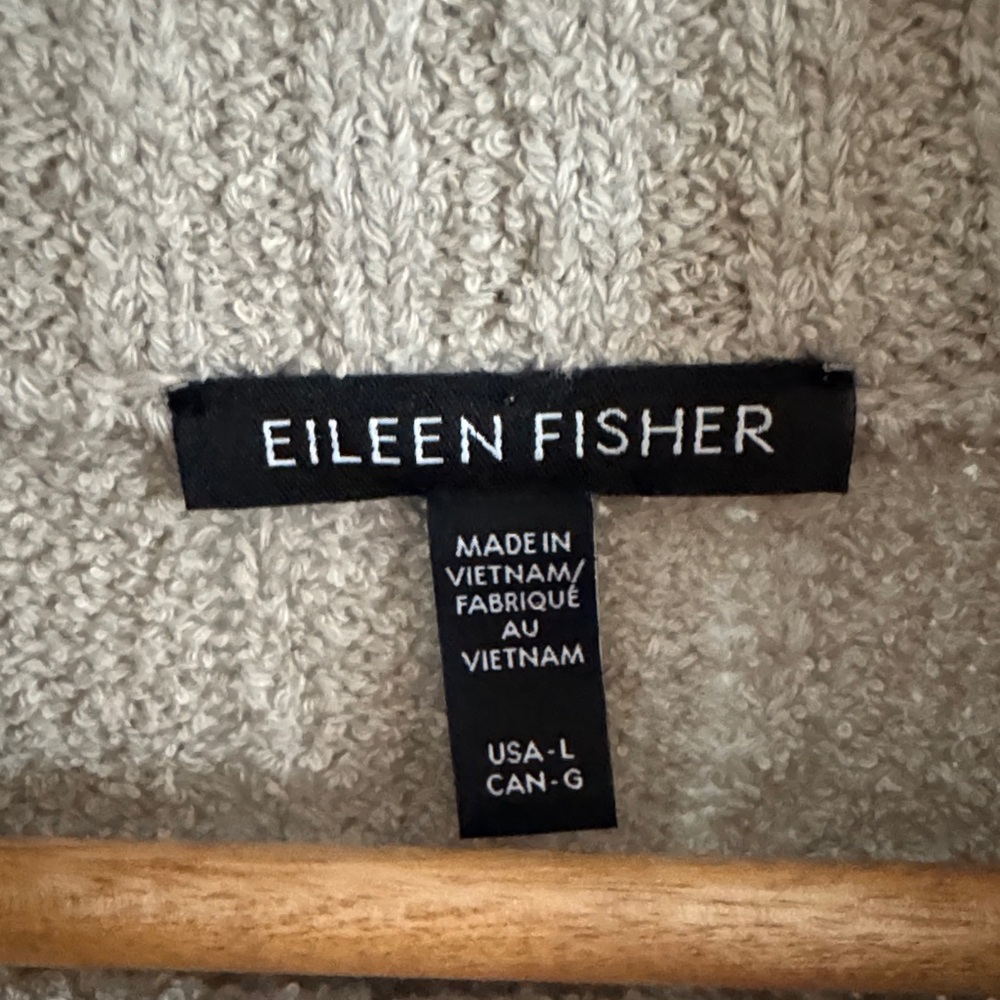 EILEEN FISHER
MADE IN
VIETNAM/
FABRIQUÉ
AU
VIETNAM
USA-L
CAN-G